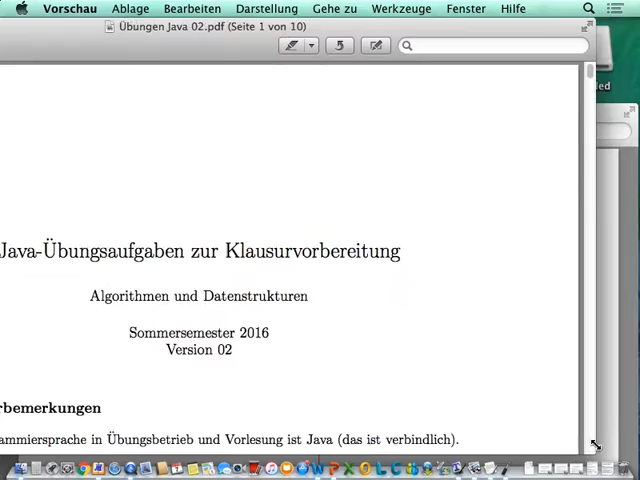 Vorschau Ablage Bearbeiten Darstellung Gehe zu Werkzeuge Fenster Hilfe
Übungen Java 02.pdf (Seite 1 von 10)
Java-Übungsaufgaben zur Klausurvorbereitung
Algorithmen und Datenstrukturen
Sommersemester 2016
Version 02
rbemerkungen
ammiersprache in Übungsbetrieb und Vorlesung ist Java (das ist verbindlich).